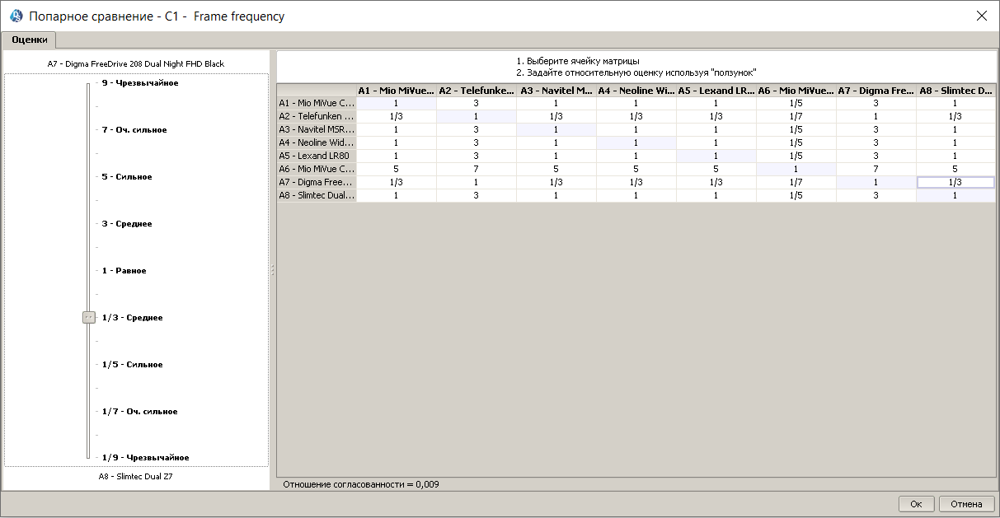 Попарное сравнение - C1 - Frame frequency
Оценки
A7 - Digma FreeDrive 208 Dual Night FHD Black
9 - Чрезвычайное
7 - Оч. сильное
5 - Сильное
3 - Среднее
1 - Равное
1/3 - Среднее
1/5 - Сильное
1/7 - Оч. сильное
1/9 - Чрезвычайное
A8 - Slimtec Dual Z7
1. Выберите ячейку матрицы
2. Задайте относительную оценку используя "ползунок"
A1 - Mio MiVue... A2 - Telefunke... A3 - Navitel M... A4 - Neoline Wi... A5 - Lexand LR... A6 - Mio MiVue... A7 - Digma Fre... A8 - Slimtec D...
A1 - Mio MiVue C... 1 3 1 1 1 1/5 3 1
A2 - Telefunken ... 1/3 1 1/3 1/3 1/3 1/7 1 1/3
A3 - Navitel MSR... 1 3 1 1 1 1/5 3 1
A4 - Neoline Wid... 1 3 1 1 1 1/5 3 1
A5 - Lexand LR80 1 3 1 1 1 1/5 3 1
A6 - Mio MiVue C... 5 7 5 5 5 1 7 5
A7 - Digma Free... 1/3 1 1/3 1/3 1/3 1/7 1 1/3
A8 - Slimtec Dual... 1 3 1 1 1 1/5 3 1
Отношение согласованности = 0,009
Ок Отмена